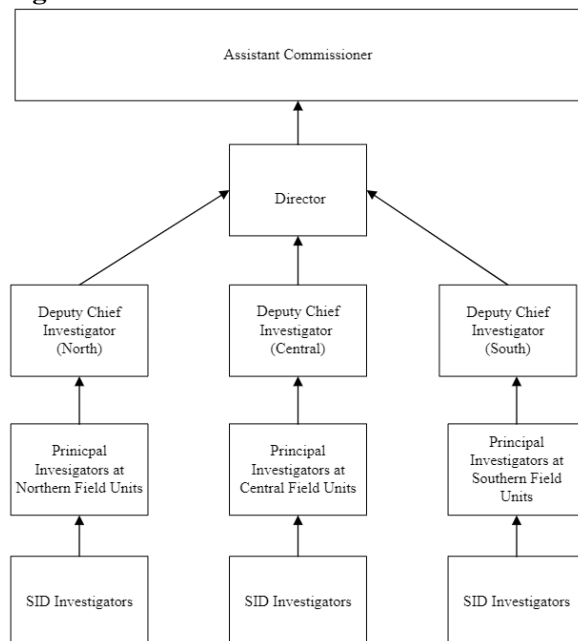 Assistant Commissioner
Director
Deputy Chief
Investigator
(North)
Deputy Chief
Investigator
(Central)
Deputy Chief
Investigator
(South)
Prinicpal
Invesigators at
Northern Field Units
Principal
Investigators at
Central Field Units
Principal
Investigators at
Southern Field
Units
SID Investigators
SID Investigators
SID Investigators